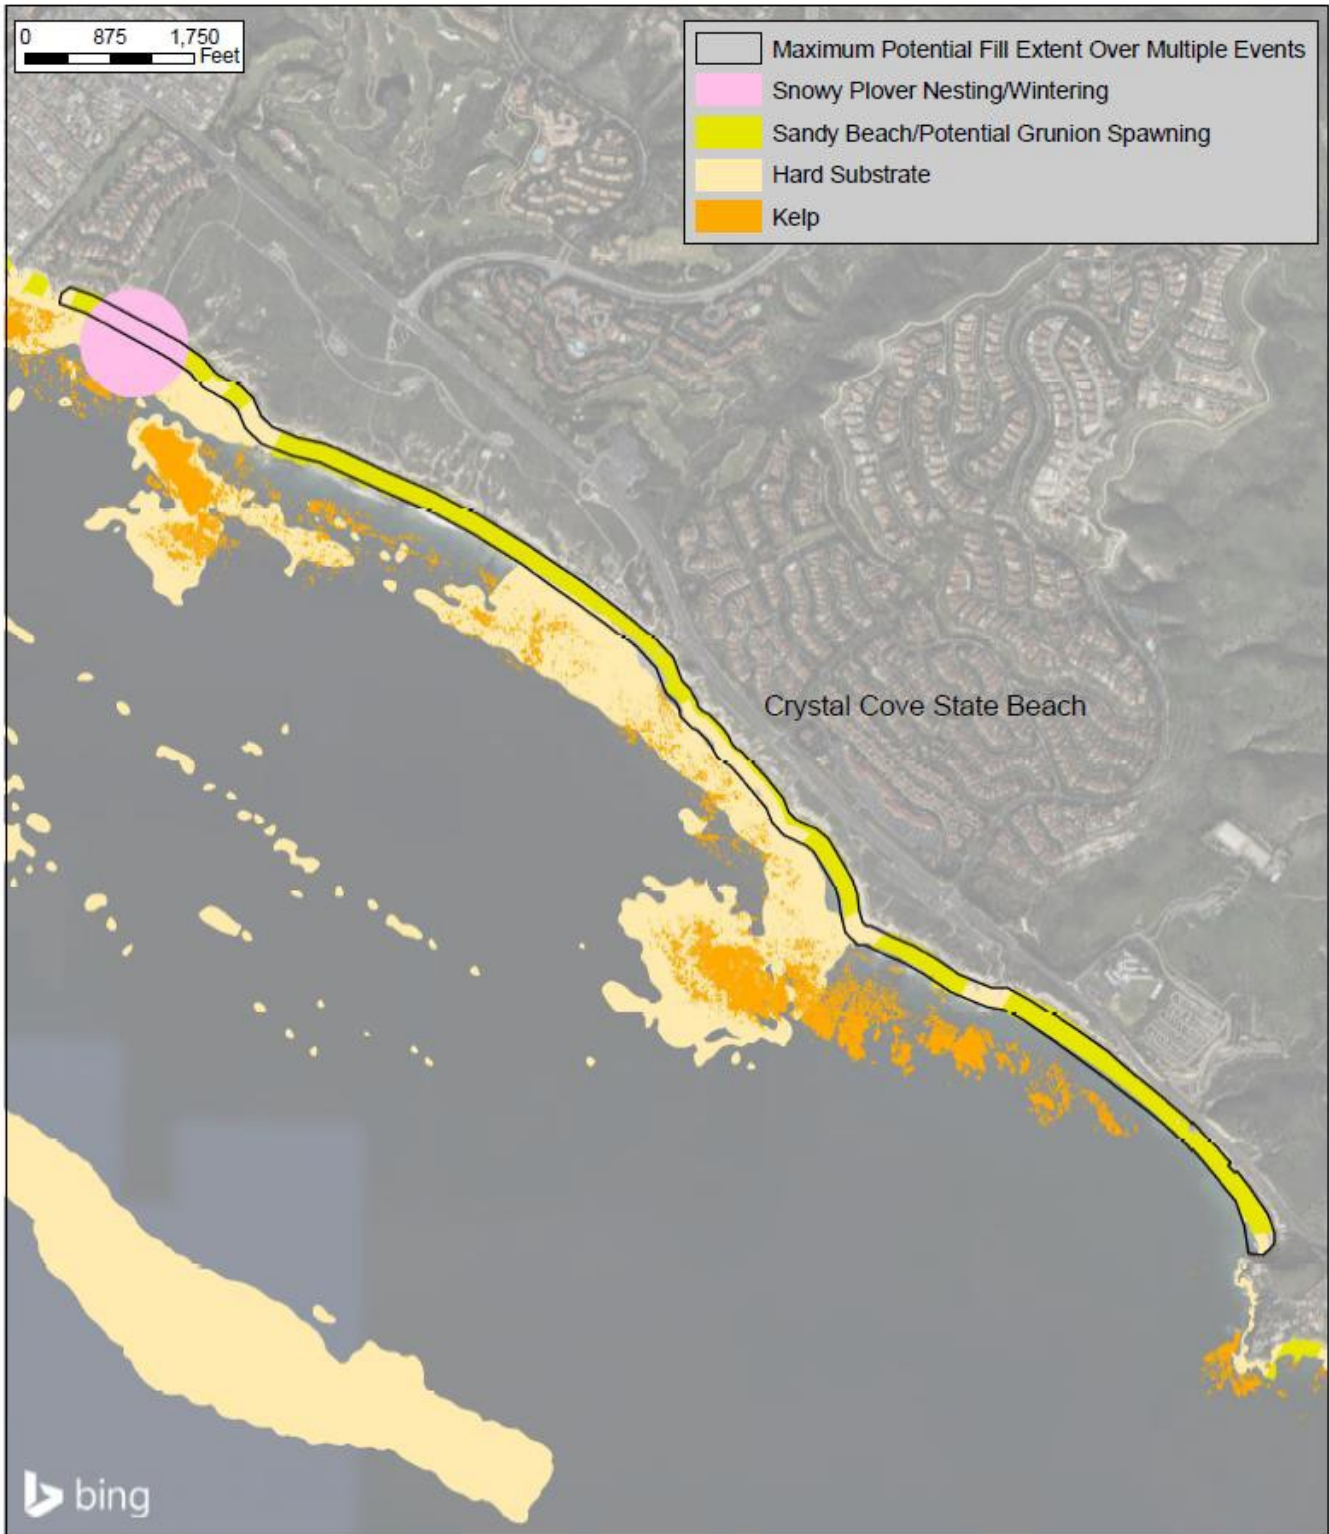 0 875 1,750
Feet
Maximum Potential Fill Extent Over Multiple Events
Snowy Plover Nesting/Wintering
Sandy Beach/Potential Grunion Spawning
Hard Substrate
Kelp
Crystal Cove State Beach
bing